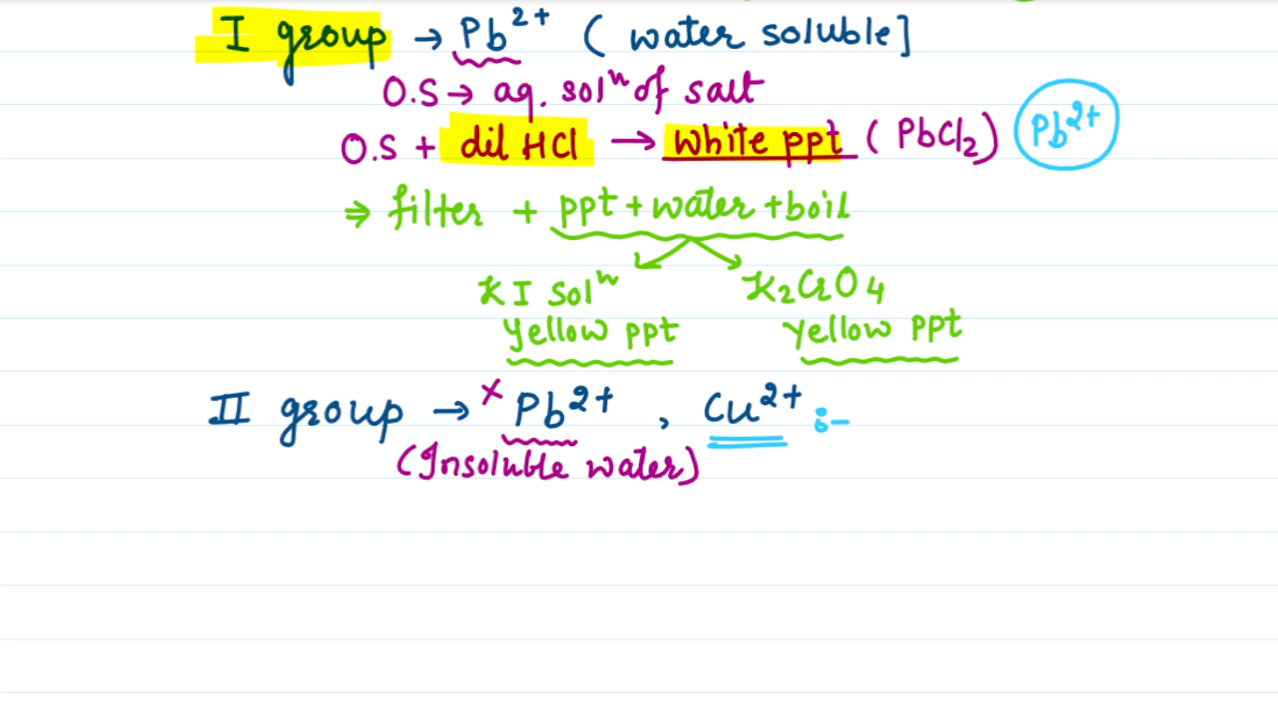 I group → Pb²⁺ ( water soluble]
O.S → aq. solⁿ of salt
O.S + dil HCl → white ppt ( PbCl₂) Pb²⁺
⇒ filter + ppt + water + boil
KI solⁿ K₂CrO₄
Yellow ppt Yellow ppt
II group → ˣ Pb²⁺ , Cu²⁺ :-
(Insoluble water)